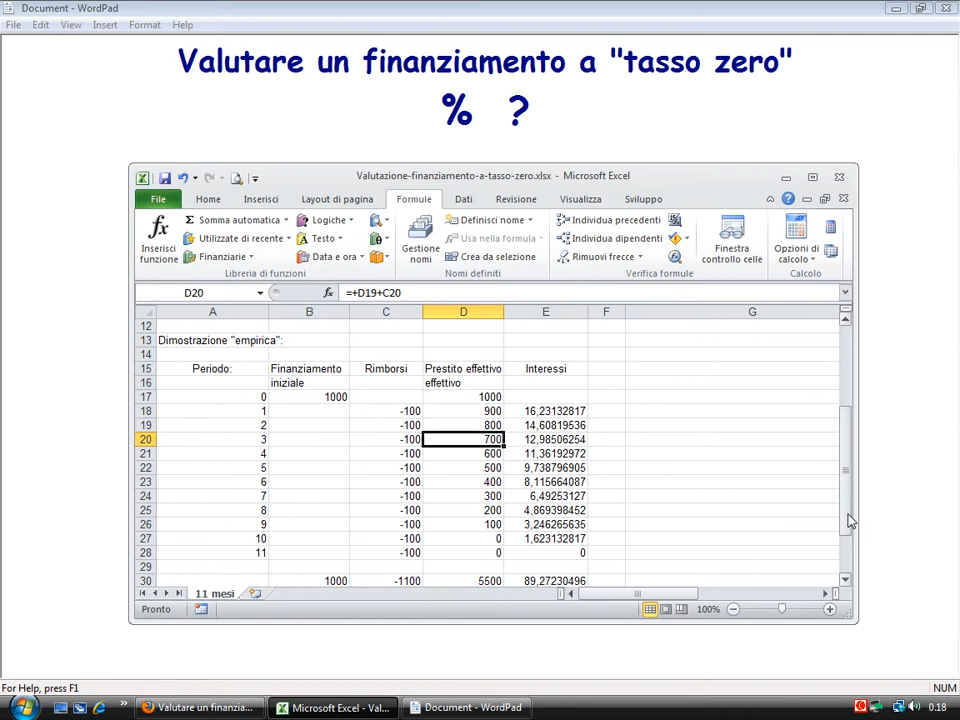 Document - WordPad
File Edit View Insert Format Help
Valutare un finanziamento a "tasso zero"
% ?
Valutazione-finanziamento-a-tasso-zero.xlsx - Microsoft Excel
File Home Inserisci Layout di pagina Formule Dati Revisione Visualizza Sviluppo
fx Inserisci funzione
Σ Somma automatica
Utilizzate di recente
Finanziarie
Logiche
Testo
Data e ora
Libreria di funzioni
Gestione nomi
Definisci nome
Usa nella formula
Crea da selezione
Nomi definiti
Individua precedenti
Individua dipendenti
Rimuovi frecce
Finestra controllo celle
Verifica formule
Opzioni di calcolo
Calcolo
D20 fx =+D19+C20
A B C D E F G
12
13 Dimostrazione "empirica":
14
15 Periodo: Finanziamento Rimborsi Prestito effettivo Interessi
16 iniziale effettivo
17 0 1000 1000
18 1 -100 900 16,23132817
19 2 -100 800 14,60819536
20 3 -100 700 12,98506254
21 4 -100 600 11,36192972
22 5 -100 500 9,738796905
23 6 -100 400 8,115664087
24 7 -100 300 6,49253127
25 8 -100 200 4,869398452
26 9 -100 100 3,246265635
27 10 -100 0 1,623132817
28 11 -100 0 0
29
30 1000 -1100 5500 89,27230496
11 mesi
Pronto 100%
For Help, press F1 NUM
Valutare un finanzia... Microsoft Excel - Val... Document - WordPad 0.18